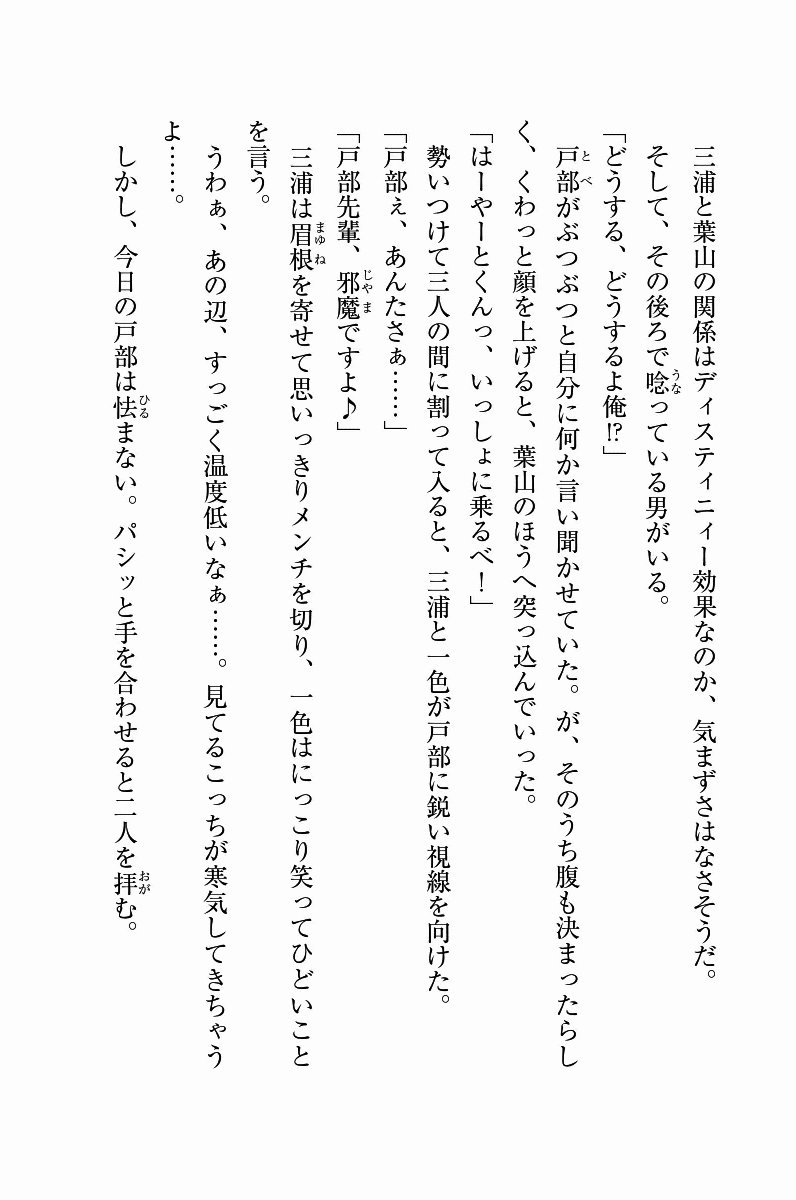 三浦と葉山の関係はディスティニィー効果なのか、気まずさはなさそうだ。
そして、その後ろで唸っている男がいる。
「どうする、どうするよ俺!?」
戸部がぶつぶつと自分に何か言い聞かせていた。が、そのうち腹も決まったらし
く、くわっと顔を上げると、葉山のほうへ突っ込んでいった。
「はーやーとくんっ、いっしょに乗るべ！」
勢いつけて三人の間に割って入ると、三浦と一色が戸部に鋭い視線を向けた。
「戸部ぇ、あんたさぁ……」
「戸部先輩、邪魔ですよ♪」
三浦は眉根を寄せて思いっきりメンチを切り、一色はにっこり笑ってひどいこと
を言う。
うわぁ、あの辺、すっごく温度低いなぁ……。見てるこっちが寒気してきちゃう
よ……。
しかし、今日の戸部は怯まない。パシッと手を合わせると二人を拝む。